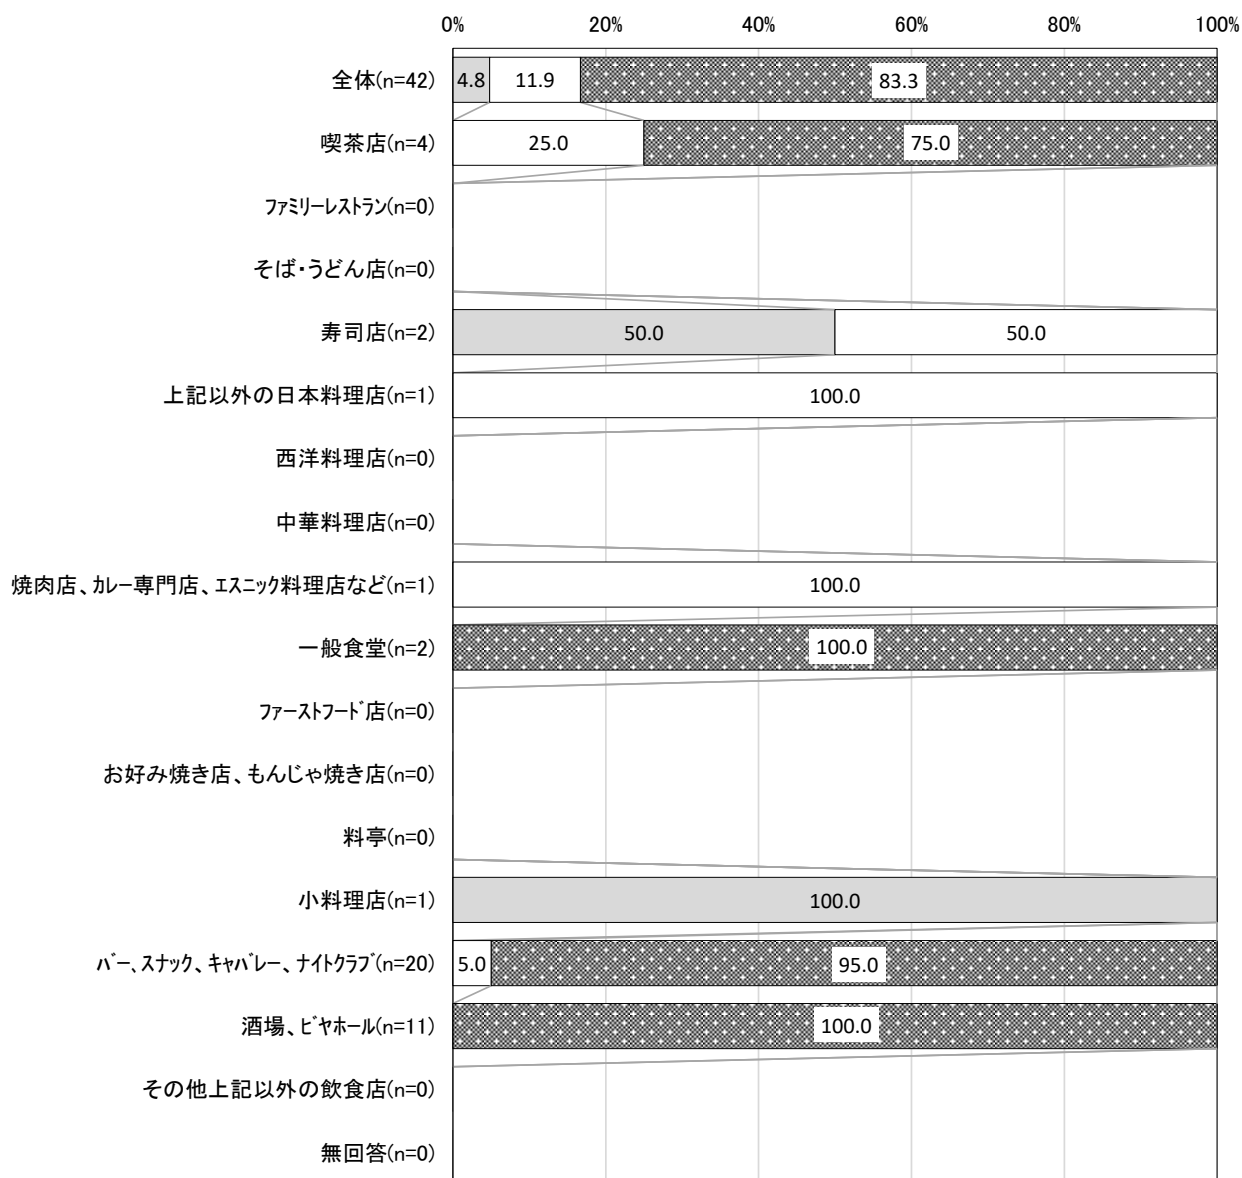 0% 20% 40% 60% 80% 100%
全体(n=42) 4.8 11.9 83.3
喫茶店(n=4) 25.0 75.0
ﾌｧﾐﾘｰﾚｽﾄﾗﾝ(n=0)
そば・うどん店(n=0)
寿司店(n=2) 50.0 50.0
上記以外の日本料理店(n=1) 100.0
西洋料理店(n=0)
中華料理店(n=0)
焼肉店、ｶﾚｰ専門店、ｴｽﾆｯｸ料理店など(n=1) 100.0
一般食堂(n=2) 100.0
ﾌｧｰｽﾄﾌｰﾄﾞ店(n=0)
お好み焼き店、もんじゃ焼き店(n=0)
料亭(n=0)
小料理店(n=1) 100.0
ﾊﾞｰ､ｽﾅｯｸ、ｷｬﾊﾞﾚｰ、ﾅｲﾄｸﾗﾌﾞ(n=20) 5.0 95.0
酒場、ﾋﾞﾔﾎｰﾙ(n=11) 100.0
その他上記以外の飲食店(n=0)
無回答(n=0)